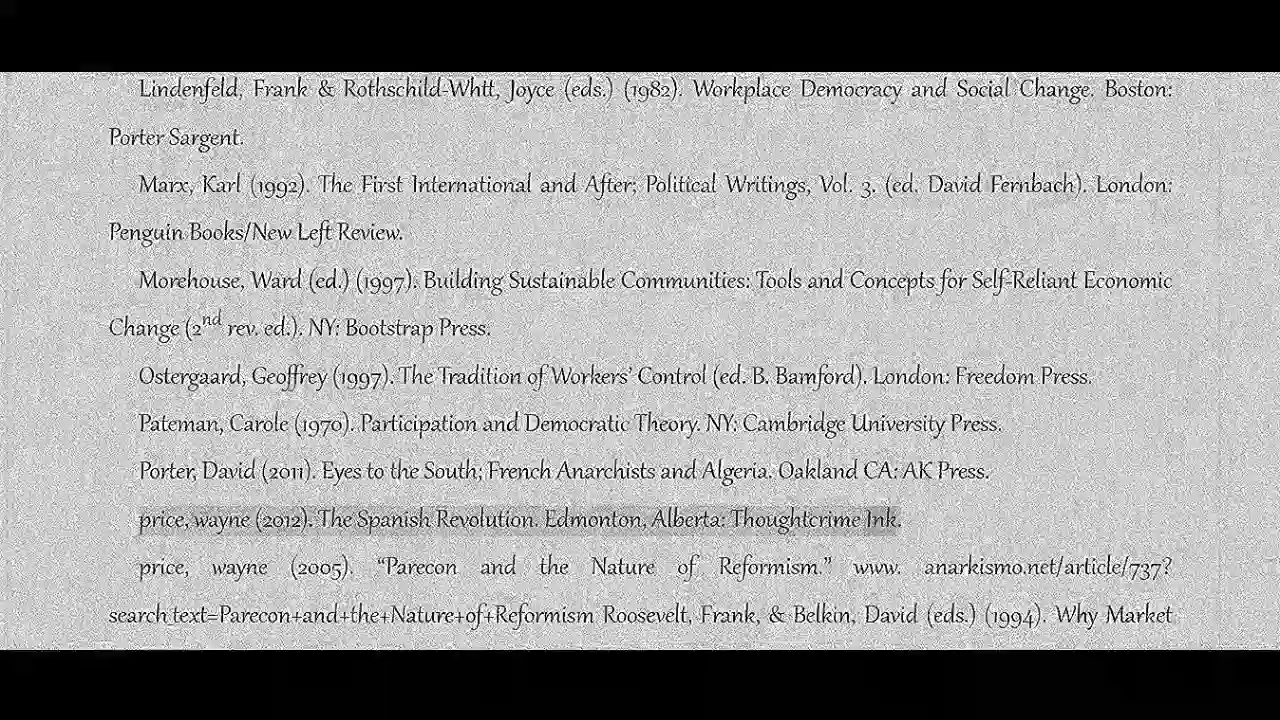 Lindenfeld, Frank & Rothschild-Whtt, Joyce (eds.) (1982). Workplace Democracy and Social Change. Boston:
Porter Sargent.
Marx, Karl (1992). The First International and After; Political Writings, Vol. 3. (ed. David Fernbach). London:
Penguin Books/New Left Review.
Morehouse, Ward (ed.) (1997). Building Sustainable Communities: Tools and Concepts for Self-Reliant Economic
Change (2nd rev. ed.). NY: Bootstrap Press.
Ostergaard, Geoffrey (1997). The Tradition of Workers’ Control (ed. B. Bamford). London: Freedom Press.
Pateman, Carole (1970). Participation and Democratic Theory. NY: Cambridge University Press.
Porter, David (2011). Eyes to the South; French Anarchists and Algeria. Oakland CA: AK Press.
price, wayne (2012). The Spanish Revolution. Edmonton, Alberta: Thoughtcrime Ink.
price, wayne (2005). “Parecon and the Nature of Reformism.” www. anarkismo.net/article/737?
search_text=Parecon+and+the+Nature+of+Reformism Roosevelt, Frank, & Belkin, David (eds.) (1994). Why Market